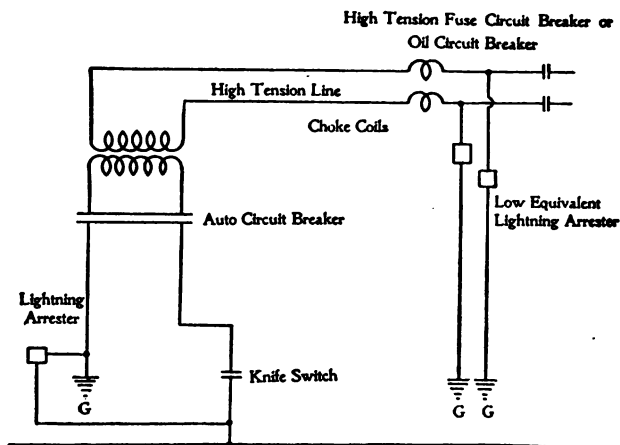 High Tension Fuse Circuit Breaker or
Oil Circuit Breaker
High Tension Line
Choke Coils
Auto Circuit Breaker
Low Equivalent
Lightning Arrester
Lightning
Arrester
Knife Switch
G
G
G